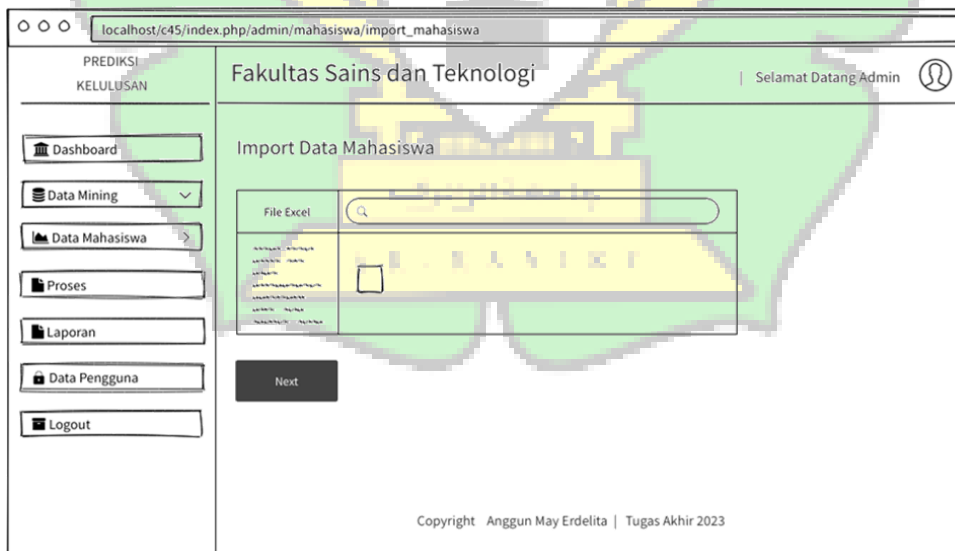 localhost/c45/index.php/admin/mahasiswa/import_mahasiswa
PREDIKSI
KELULUSAN
Fakultas Sains dan Teknologi
| Selamat Datang Admin
Dashboard
Data Mining
Data Mahasiswa
Proses
Laporan
Data Pengguna
Logout
Import Data Mahasiswa
File Excel
Next
Copyright Anggun May Erdelita | Tugas Akhir 2023